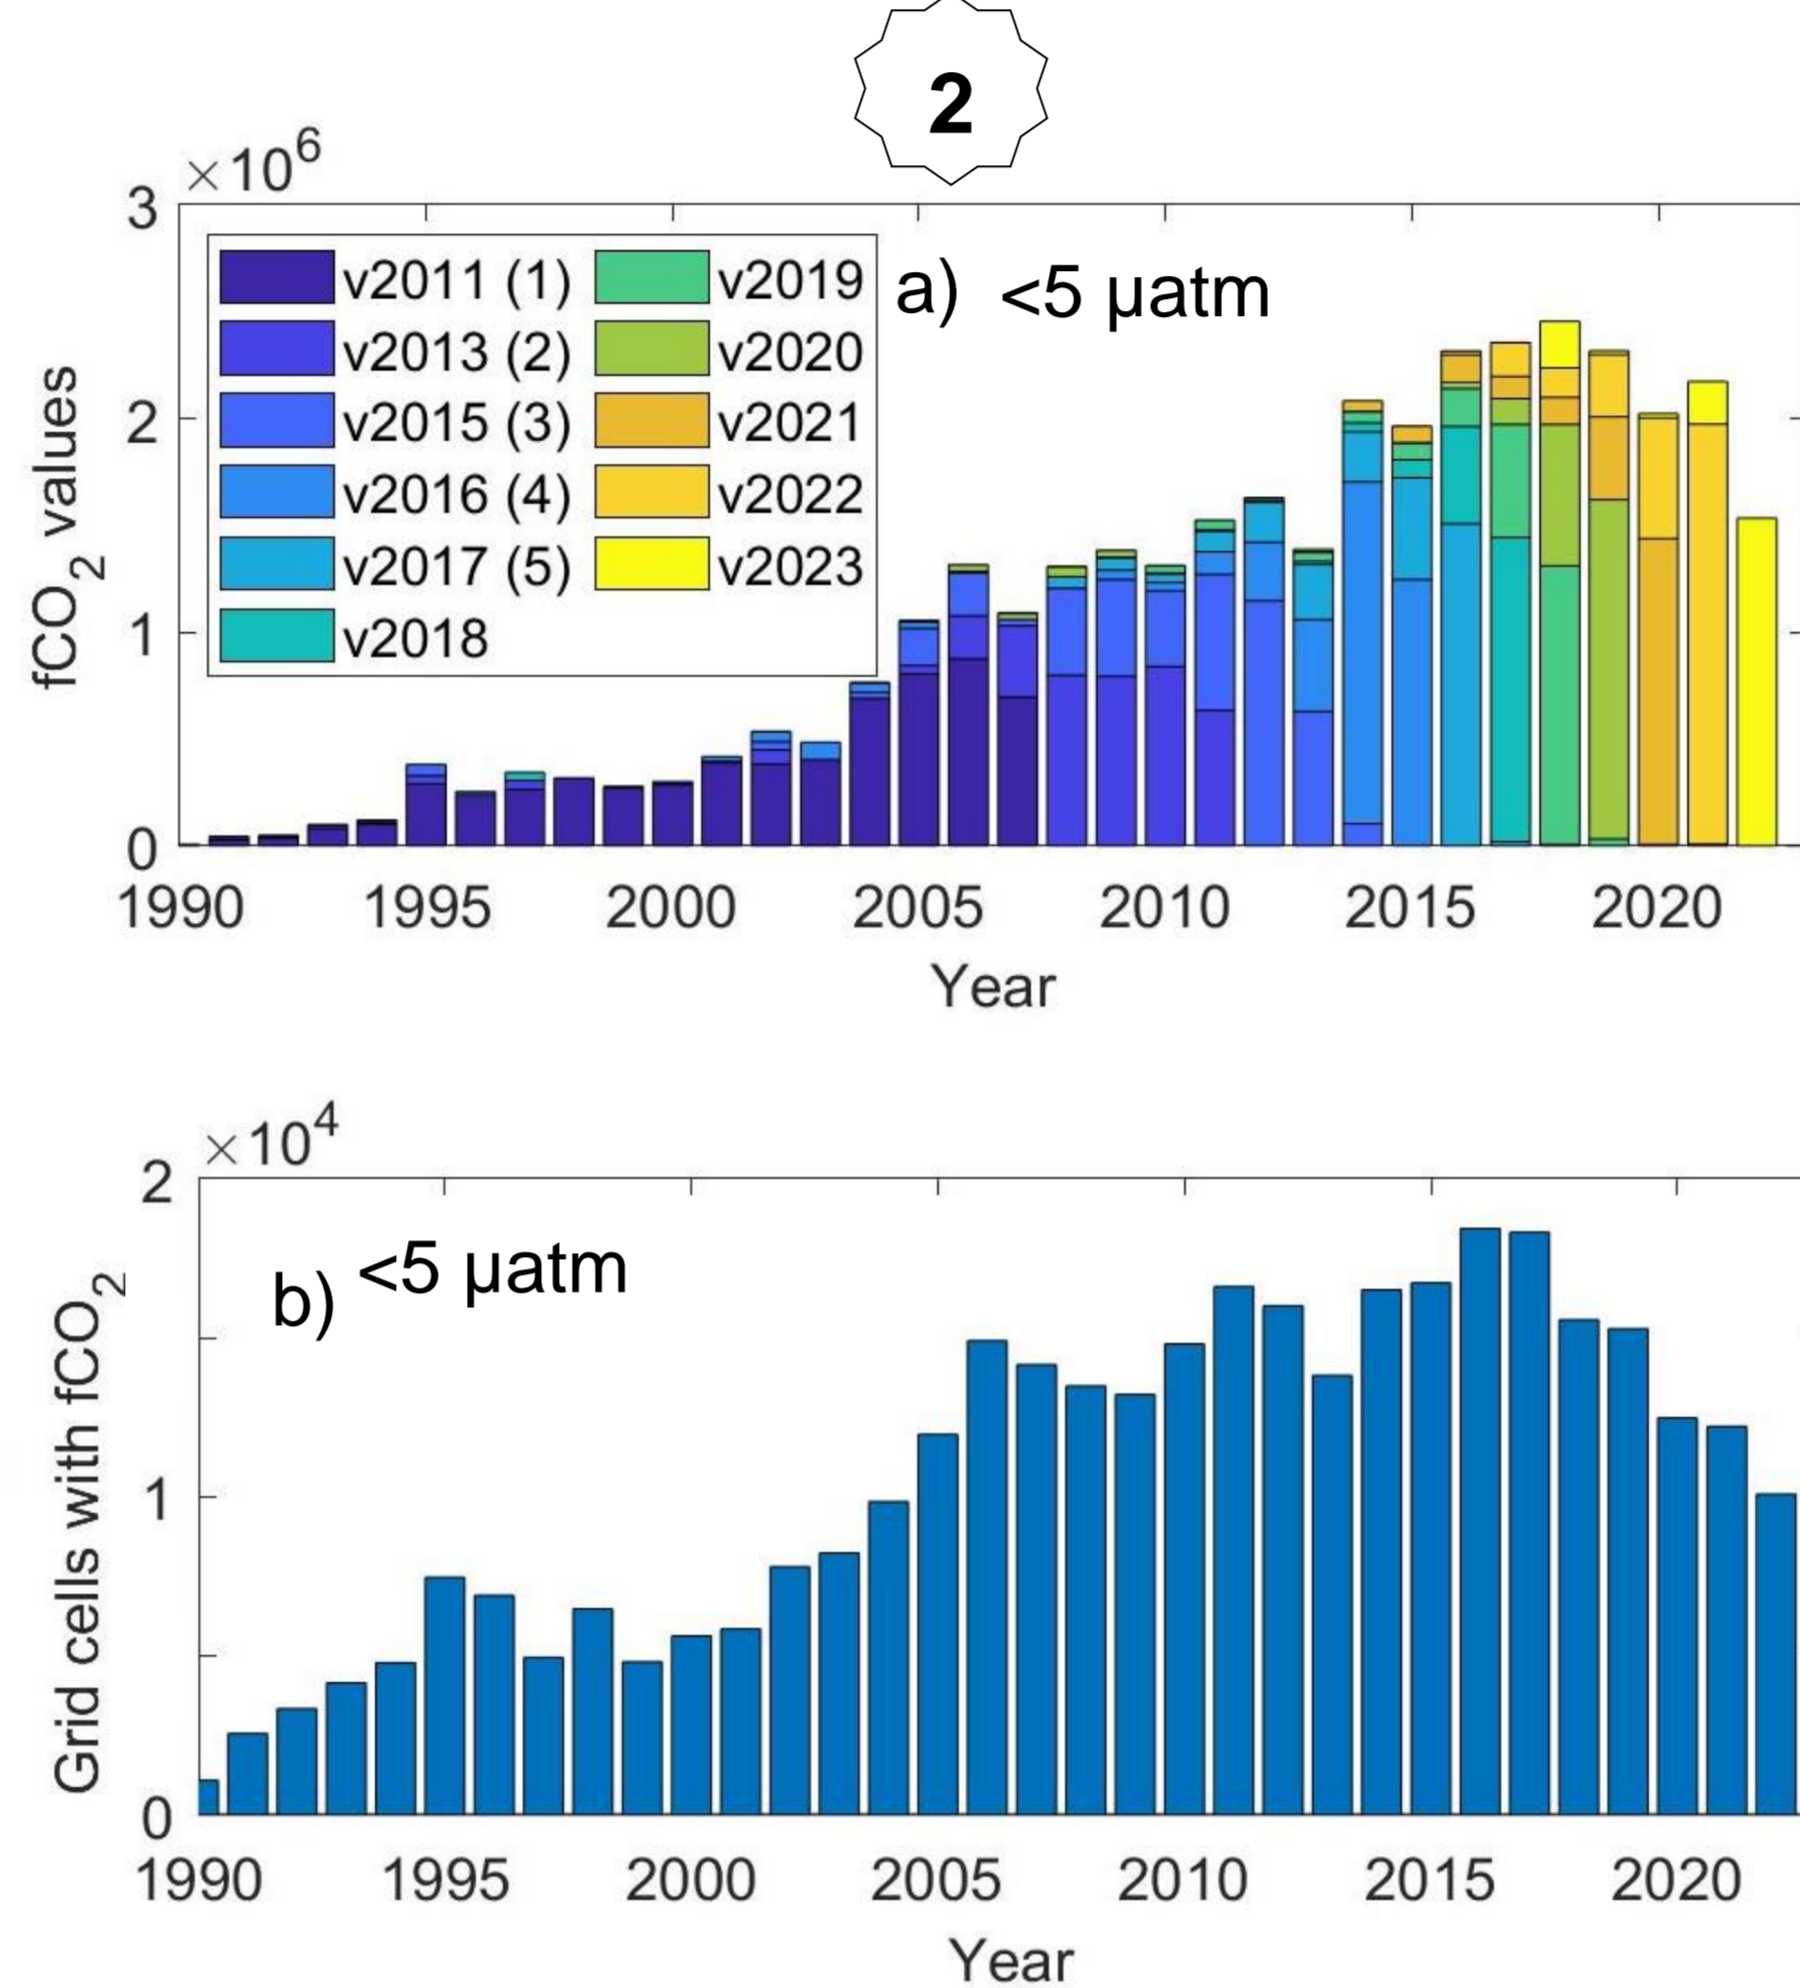 2
×10^6
3
2
1
0
fCO₂ values
v2011 (1)
v2013 (2)
v2015 (3)
v2016 (4)
v2017 (5)
v2018
v2019
v2020
v2021
v2022
v2023
a) <5 µatm
1990 1995 2000 2005 2010 2015 2020
Year
×10^4
2
1
0
Grid cells with fCO₂
b) <5 µatm
1990 1995 2000 2005 2010 2015 2020
Year